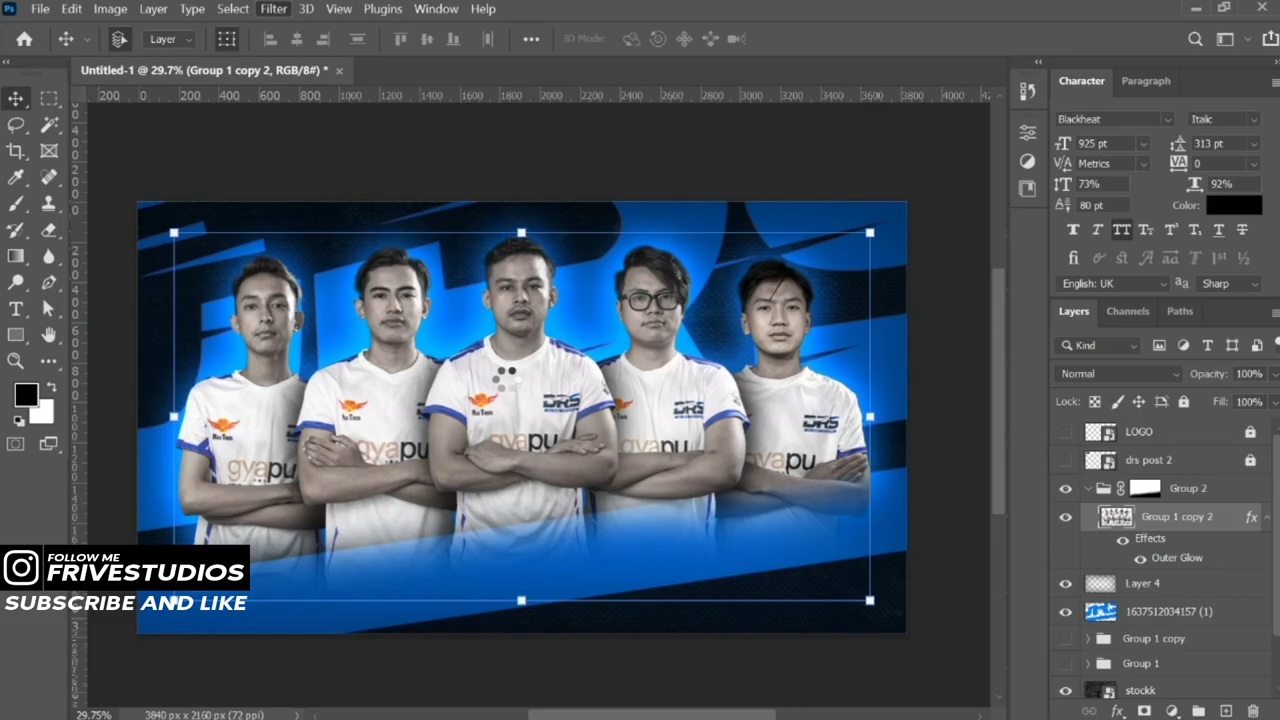 Ps File Edit Image Layer Type Select Filter 3D View Plugins Window Help
Layer 3D Mode:
Untitled-1 @ 29.7% (Group 1 copy 2, RGB/8#) * ×
200 0 200 400 600 800 1000 1200 1400 1600 1800 2000 2200 2400 2600 2800 3000 3200 3400 3600 3800 4000
Character Paragraph
Blackheat Italic
925 pt 313 pt
Metrics 0
73% 92%
80 pt Color:
English: UK Sharp
Layers Channels Paths
Kind
Normal Opacity: 100%
Lock: Fill: 100%
LOGO
drs post 2
Group 2
Group 1 copy 2 fx
Effects
Outer Glow
Layer 4
1637512034157 (1)
Group 1 copy
Group 1
stockk
DRS
DRS
DRS
gyapu
gyapu
gyapu
gyapu
gyapu
FOLLOW ME
FRIVESTUDIOS
SUBSCRIBE AND LIKE
29.75% 3840 px x 2160 px (72 ppi)